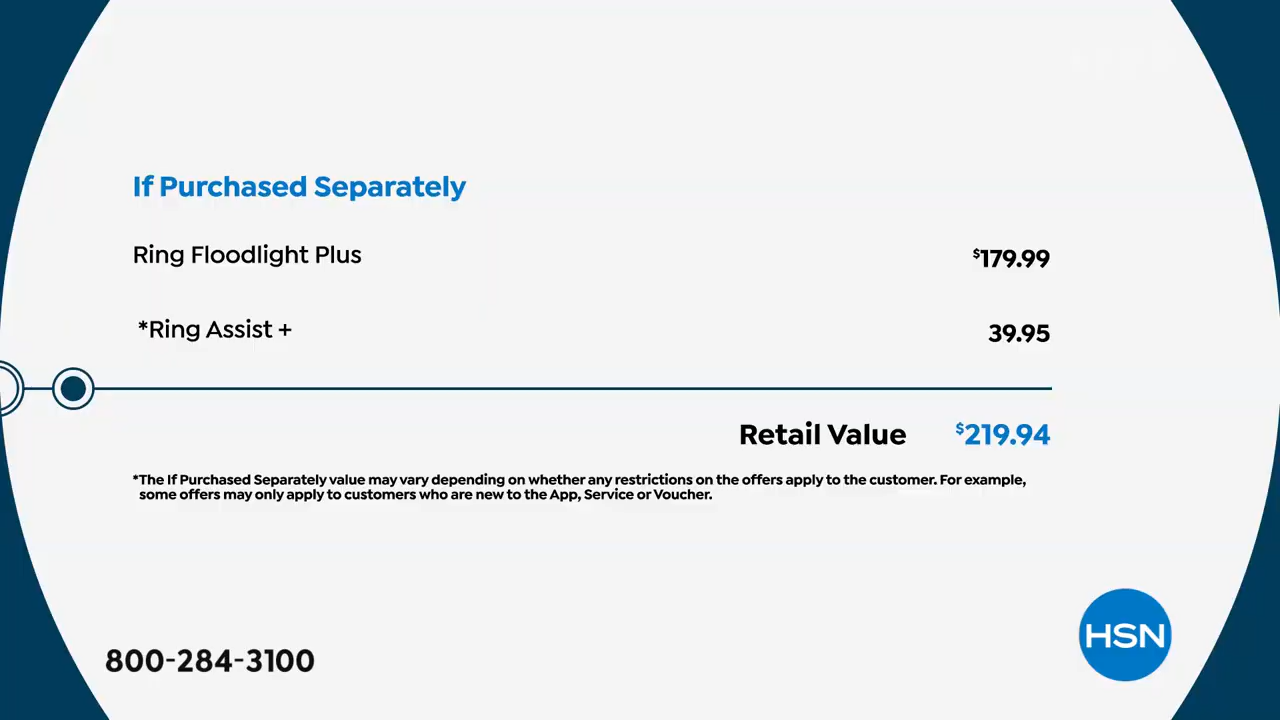 If Purchased Separately
Ring Floodlight Plus $179.99
*Ring Assist + 39.95
Retail Value $219.94
*The If Purchased Separately value may vary depending on whether any restrictions on the offers apply to the customer. For example,
some offers may only apply to customers who are new to the App, Service or Voucher.
800-284-3100
HSN